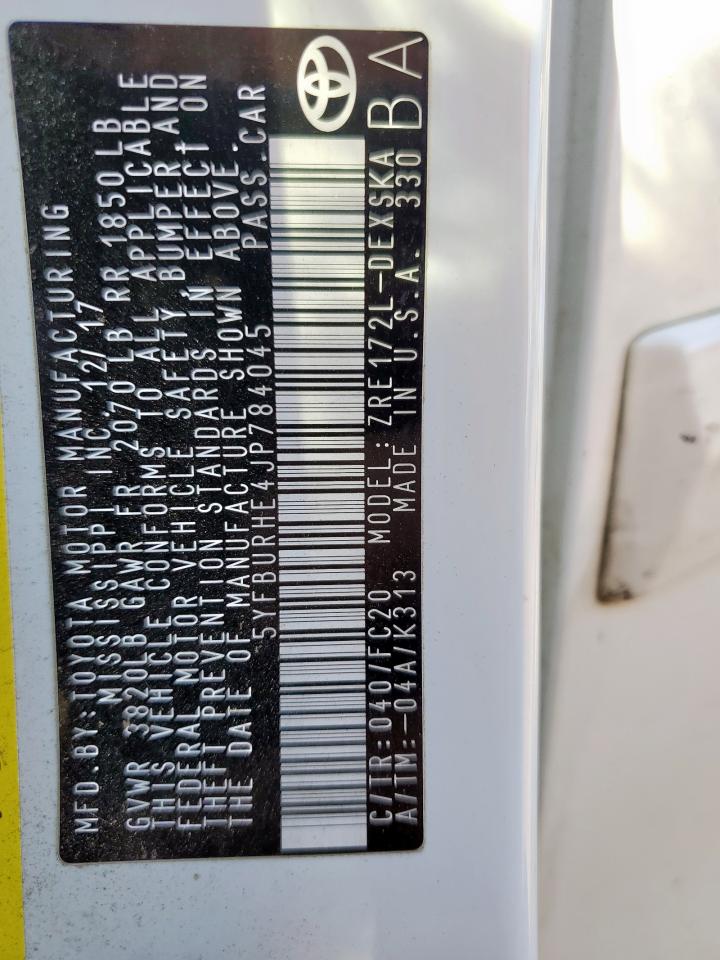 MFD.BY:TOYOTA MOTOR MANUFACTURING
MISSISSIPPI INC 12/17
GVWR 3820LB GAWR FR 2070 LB RR 1850LB
THIS VEHICLE CONFORMS TO ALL APPLICABLE
FEDERAL MOTOR VEHICLE SAFETY BUMPER AND
THEFT PREVENTION STANDARDS IN EFFECT ON
THE DATE OF MANUFACTURE SHOWN ABOVE.
5YFBURHE4JP784045 PASS.CAR
C/TR:040/FC20 MODEL:ZRE172L-DEXSKA
A/TM:-04A/K313 MADE IN U.S.A. 330 BA